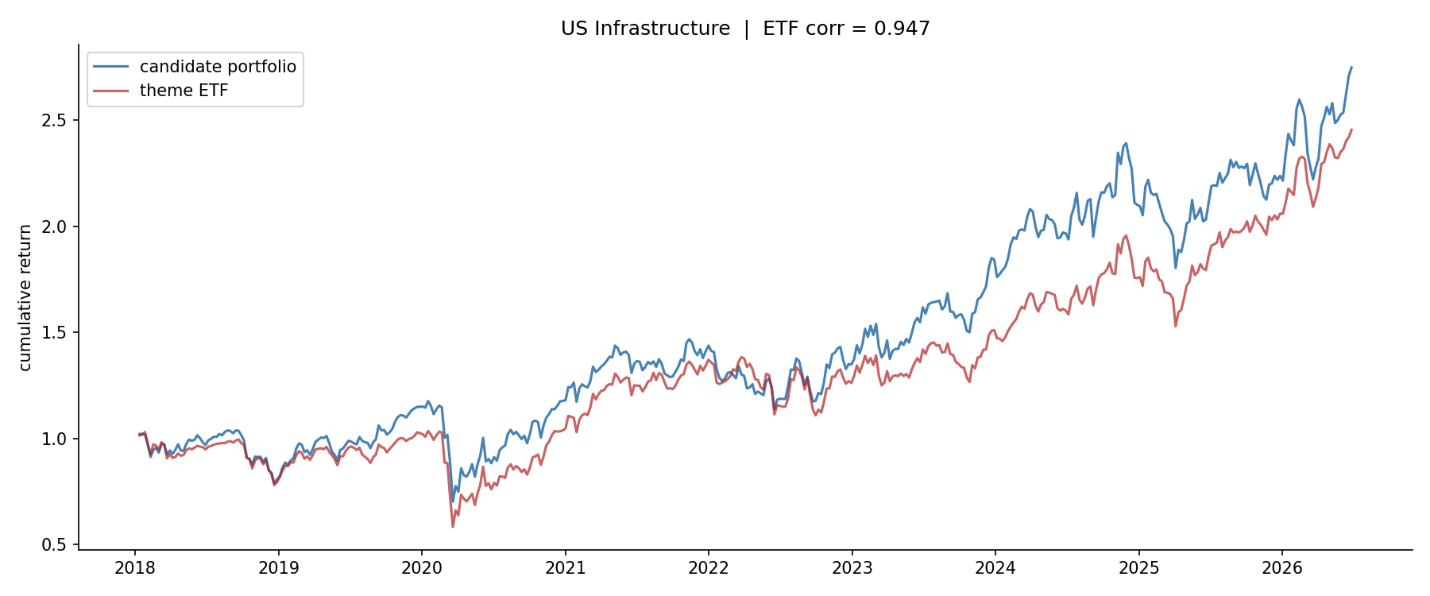 US Infrastructure | ETF corr = 0.947
candidate portfolio
theme ETF
cumulative return
2.5
2.0
1.5
1.0
0.5
2018 2019 2020 2021 2022 2023 2024 2025 2026